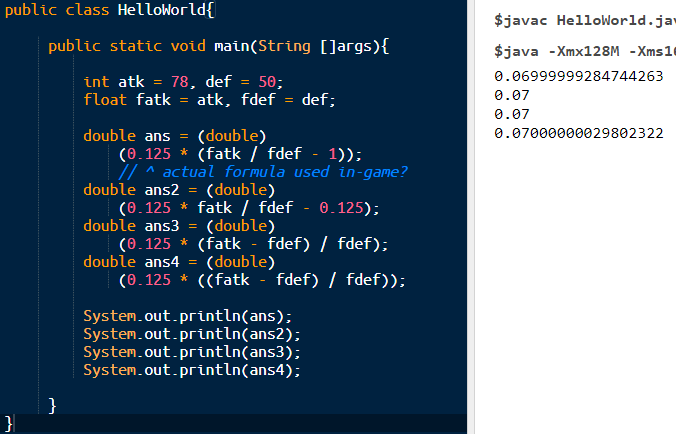 public class HelloWorld{
public static void main(String []args){
int atk = 78, def = 50;
float fatk = atk, fdef = def;
double ans = (double)
(0.125 * (fatk / fdef - 1));
// ^ actual formula used in-game?
double ans2 = (double)
(0.125 * fatk / fdef - 0.125);
double ans3 = (double)
(0.125 * (fatk - fdef) / fdef);
double ans4 = (double)
(0.125 * ((fatk - fdef) / fdef));
System.out.println(ans);
System.out.println(ans2);
System.out.println(ans3);
System.out.println(ans4);
}
}
$javac HelloWorld.jav
$java -Xmx128M -Xms16
0.06999999284744263
0.07
0.07
0.07000000029802322